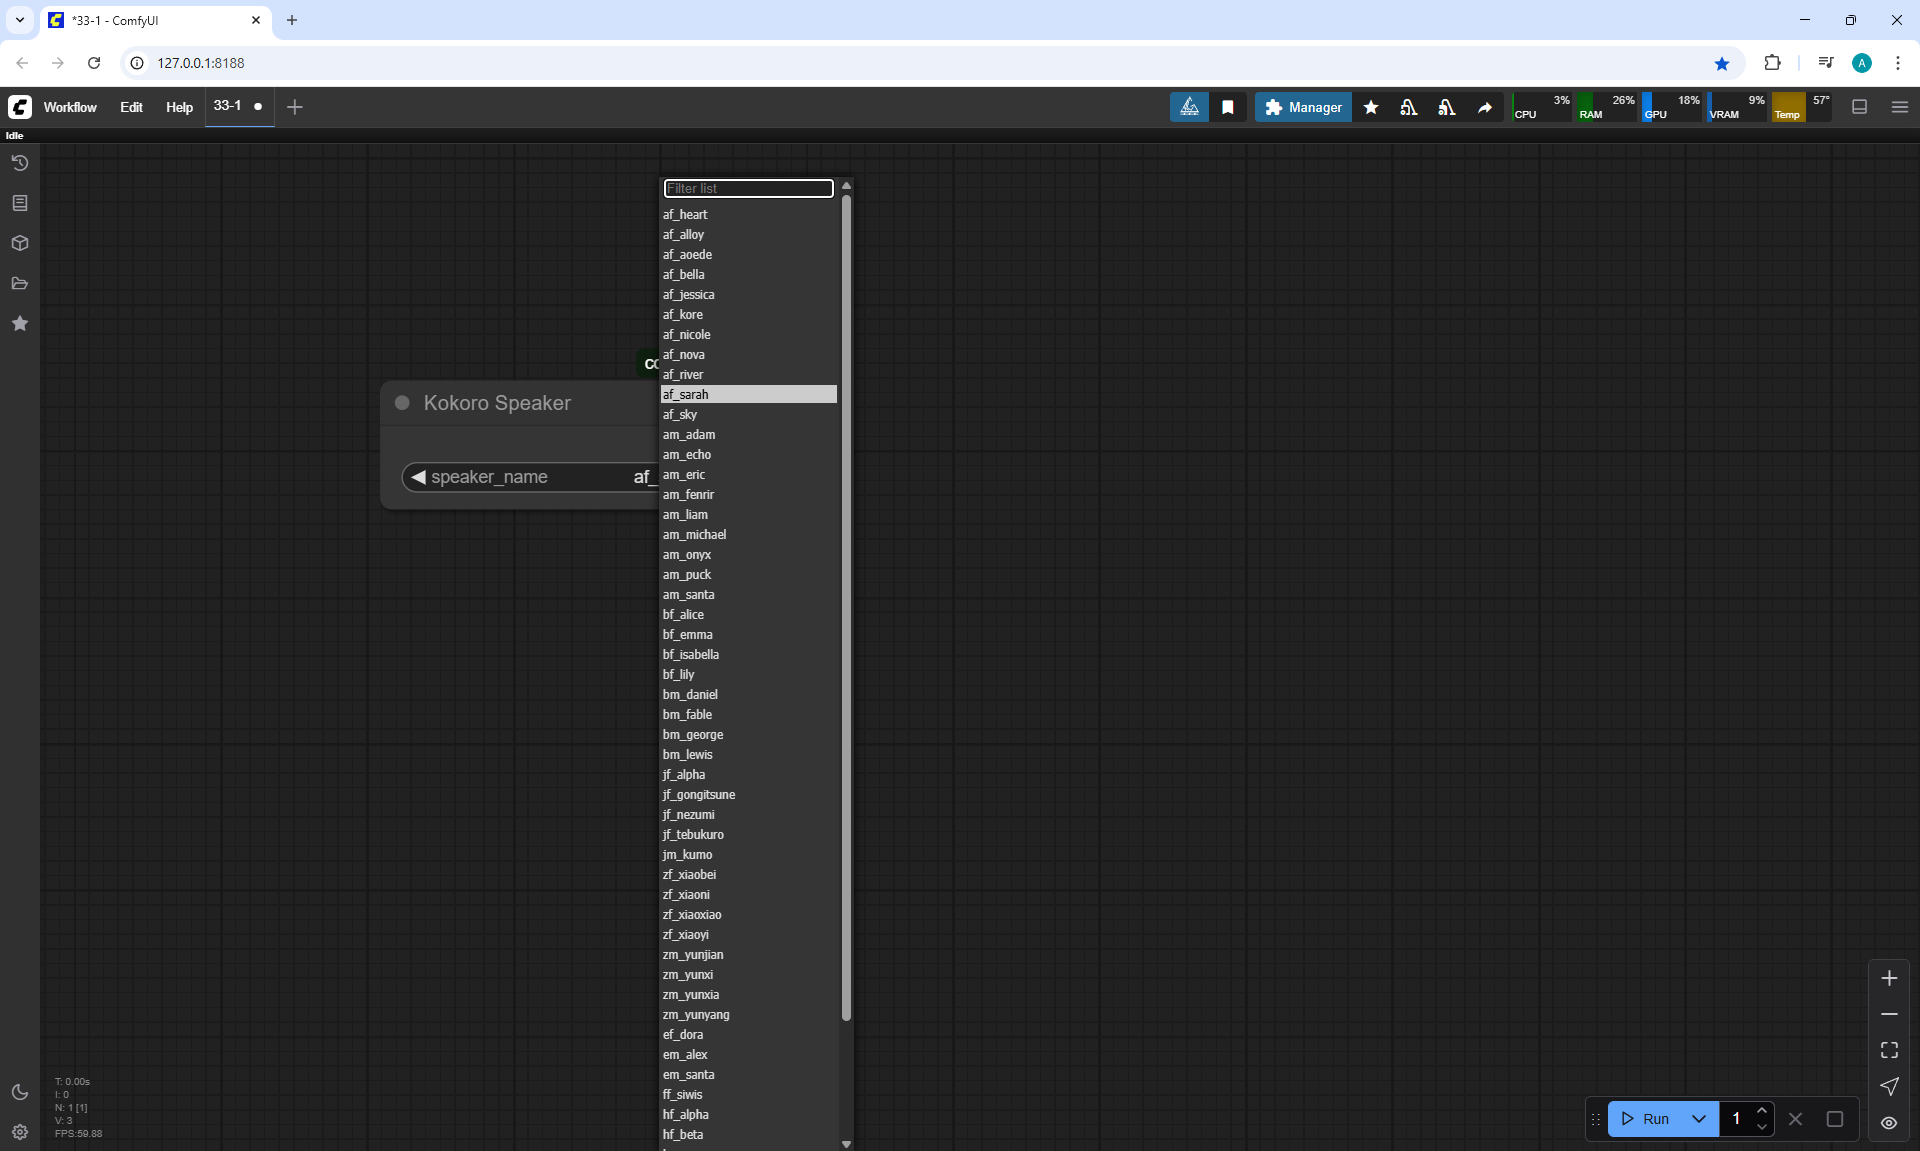 *33-1 - ComfyUI
127.0.0.1:8188
A
Workflow Edit Help 33-1
Manager
CPU 3%
RAM 26%
GPU 18%
VRAM 9%
Temp 57°
Idle
Filter list
af_heart
af_alloy
af_aoede
af_bella
af_jessica
af_kore
af_nicole
af_nova
af_river
af_sarah
af_sky
am_adam
am_echo
am_eric
am_fenrir
am_liam
am_michael
am_onyx
am_puck
am_santa
bf_alice
bf_emma
bf_isabella
bf_lily
bm_daniel
bm_fable
bm_george
bm_lewis
jf_alpha
jf_gongitsune
jf_nezumi
jf_tebukuro
jm_kumo
zf_xiaobei
zf_xiaoni
zf_xiaoxiao
zf_xiaoyi
zm_yunjian
zm_yunxi
zm_yunxia
zm_yunyang
ef_dora
em_alex
em_santa
ff_siwis
hf_alpha
hf_beta
Kokoro Speaker
speaker_name af_
T: 0.00s
I: 0
N: 1 [1]
V: 3
FPS:59.88
Run 1